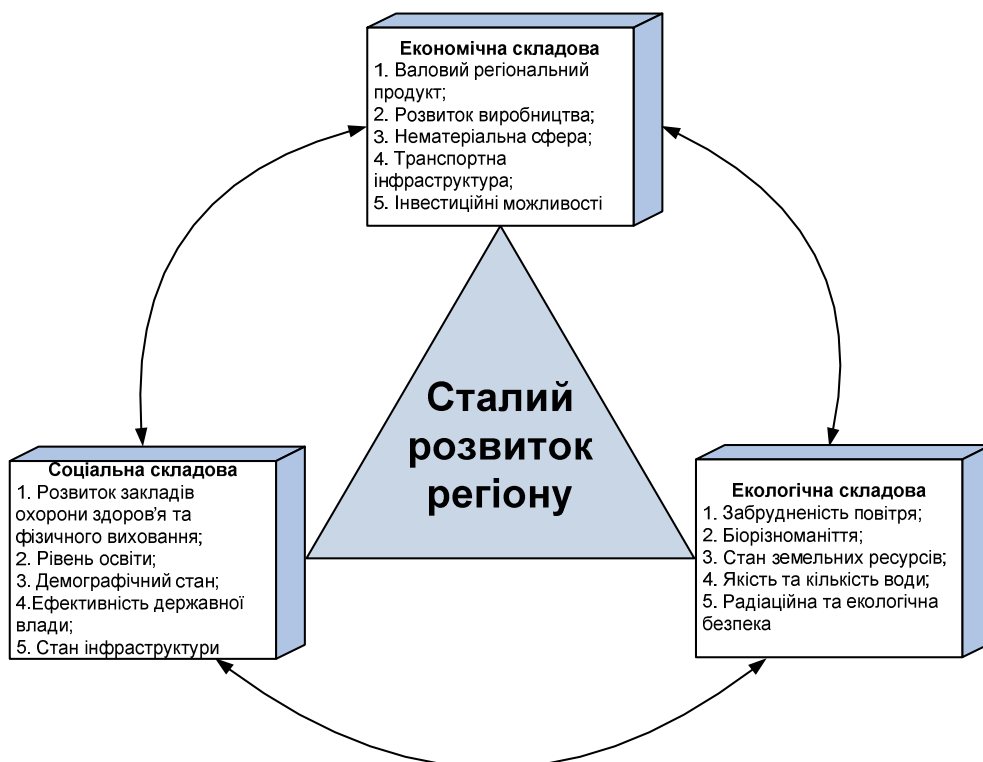 Економічна складова
1. Валовий регіональний
продукт;
2. Розвиток виробництва;
3. Нематеріальна сфера;
4. Транспортна
інфраструктура;
5. Інвестиційні можливості
Сталий
розвиток
регіону
Соціальна складова
1. Розвиток закладів
охорони здоров’я та
фізичного виховання;
2. Рівень освіти;
3. Демографічний стан;
4.Ефективність державної
влади;
5. Стан інфраструктури
Екологічна складова
1. Забрудненість повітря;
2. Біорізноманіття;
3. Стан земельних ресурсів;
4. Якість та кількість води;
5. Радіаційна та екологічна
безпека